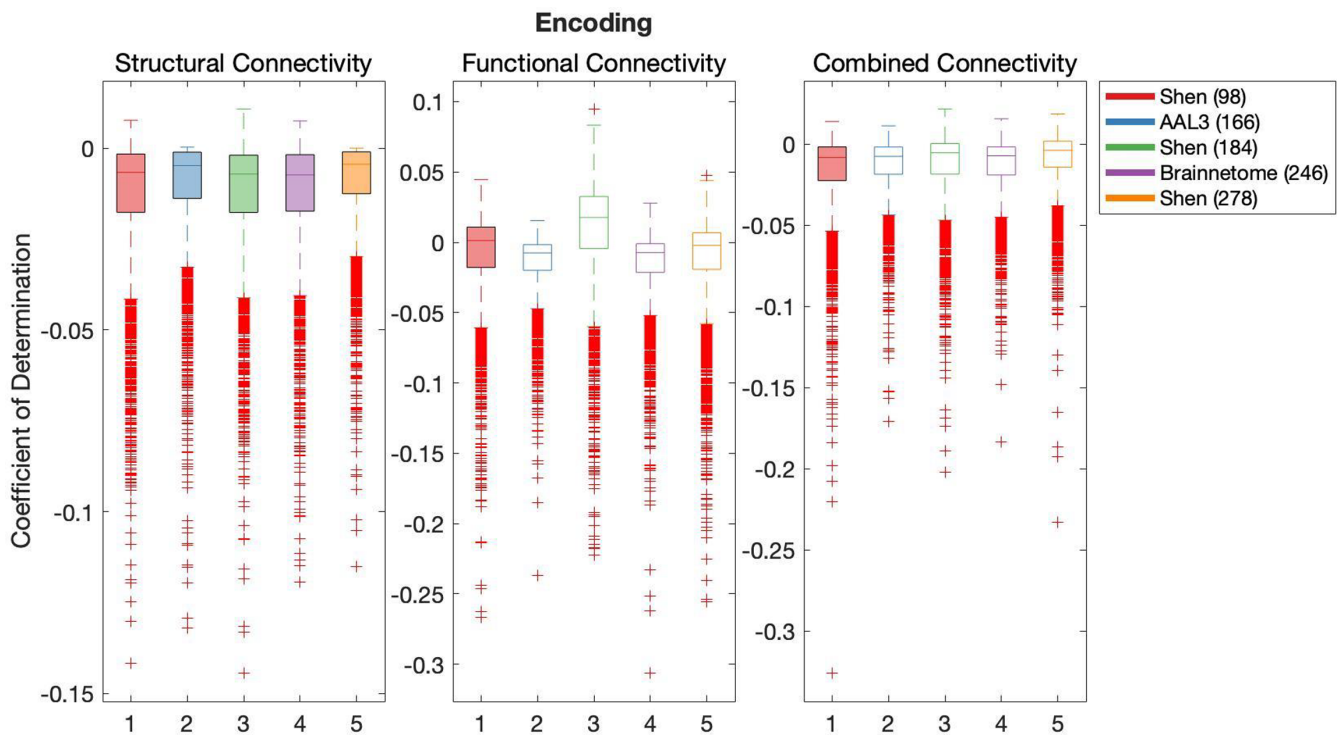 Encoding
Structural Connectivity
Functional Connectivity
Combined Connectivity
Coefficient of Determination
0
-0.05
-0.1
-0.15
1 2 3 4 5
0.1
0.05
0
-0.05
-0.1
-0.15
-0.2
-0.25
-0.3
1 2 3 4 5
0
-0.05
-0.1
-0.15
-0.2
-0.25
-0.3
1 2 3 4 5
Shen (98)
AAL3 (166)
Shen (184)
Brainnetome (246)
Shen (278)